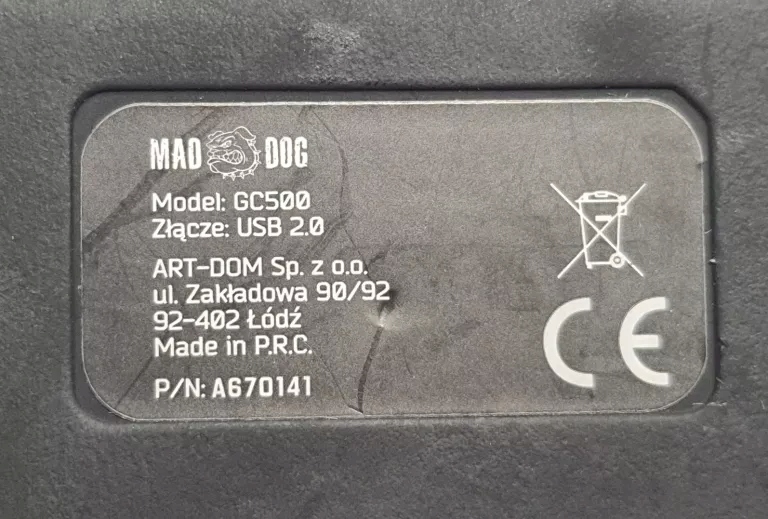 MAD DOG
Model: GC500
Złącze: USB 2.0
ART-DOM Sp. z o.o.
ul. Zakładowa 90/92
92-402 Łódź
Made in P.R.C.
P/N: A670141
CE